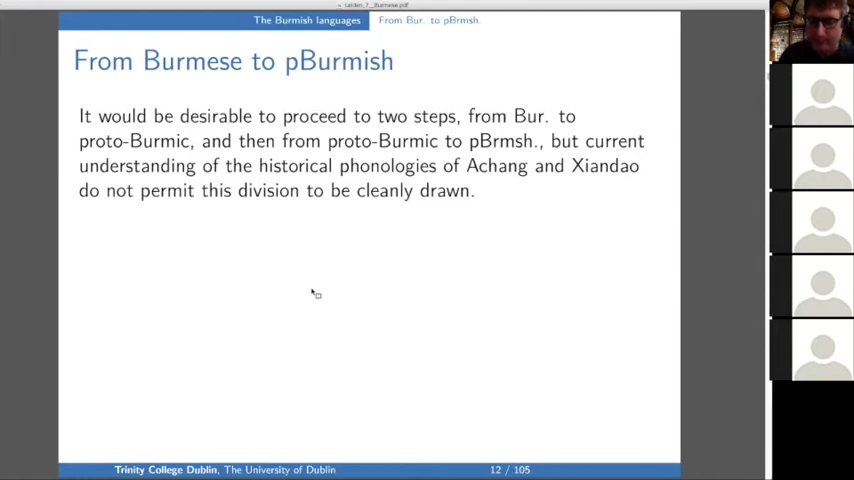 Leiden_7__Burmese.pdf
The Burmish languages
From Bur. to pBrmsh.
From Burmese to pBurmish
It would be desirable to proceed to two steps, from Bur. to
proto-Burmic, and then from proto-Burmic to pBrmsh., but current
understanding of the historical phonologies of Achang and Xiandao
do not permit this division to be cleanly drawn.
Trinity College Dublin, The University of Dublin
12 / 105